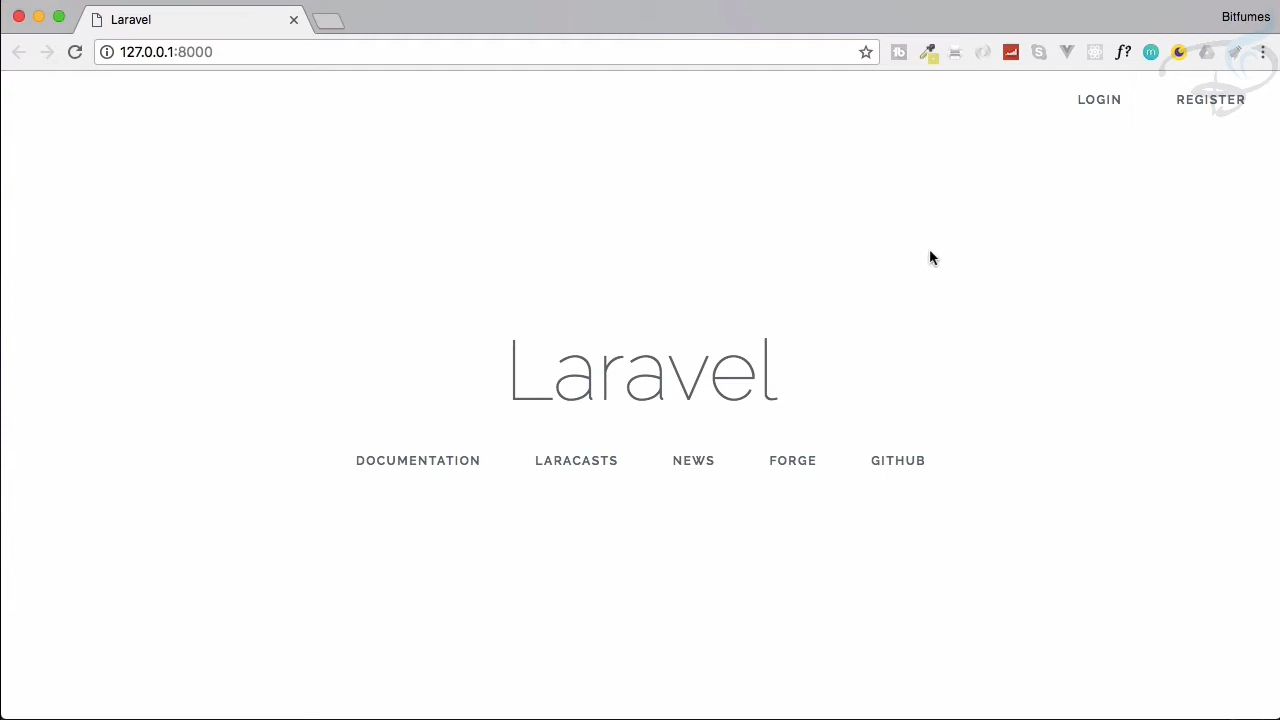 Laravel
Bitfumes
127.0.0.1:8000
f?
LOGIN REGISTER
Laravel
DOCUMENTATION LARACASTS NEWS FORGE GITHUB